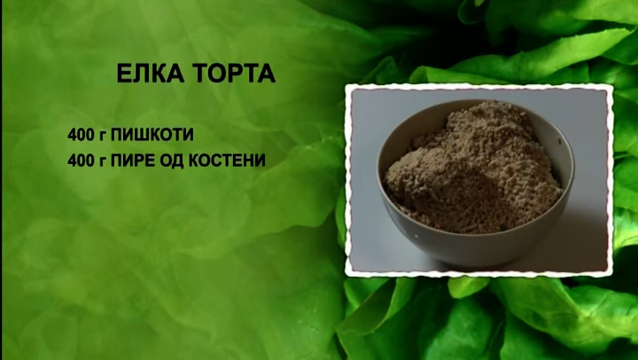 ЕЛКА ТОРТА
400 г ПИШКОТИ
400 г ПИРЕ ОД КОСТЕНИ